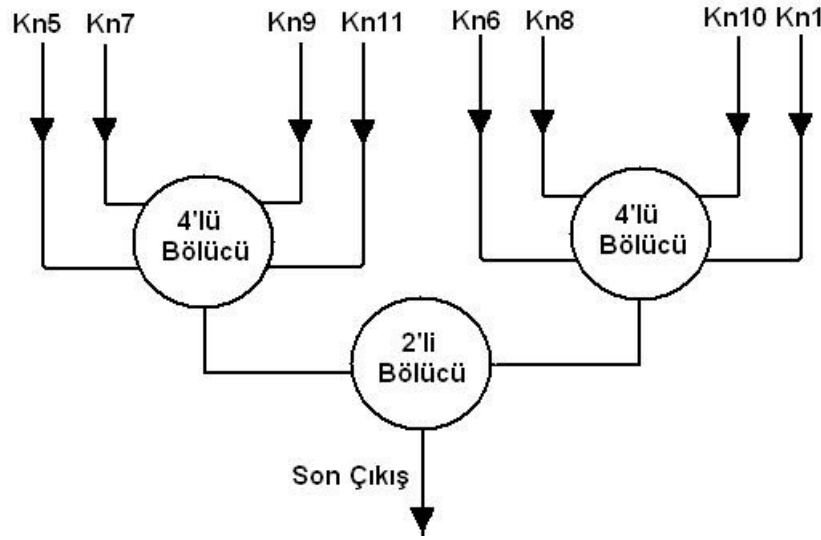 Kn5 Kn7 Kn9 Kn11 Kn6 Kn8 Kn10 Kn1
4'lü
Bölücü
4'lü
Bölücü
2'li
Bölücü
Son Çıkış